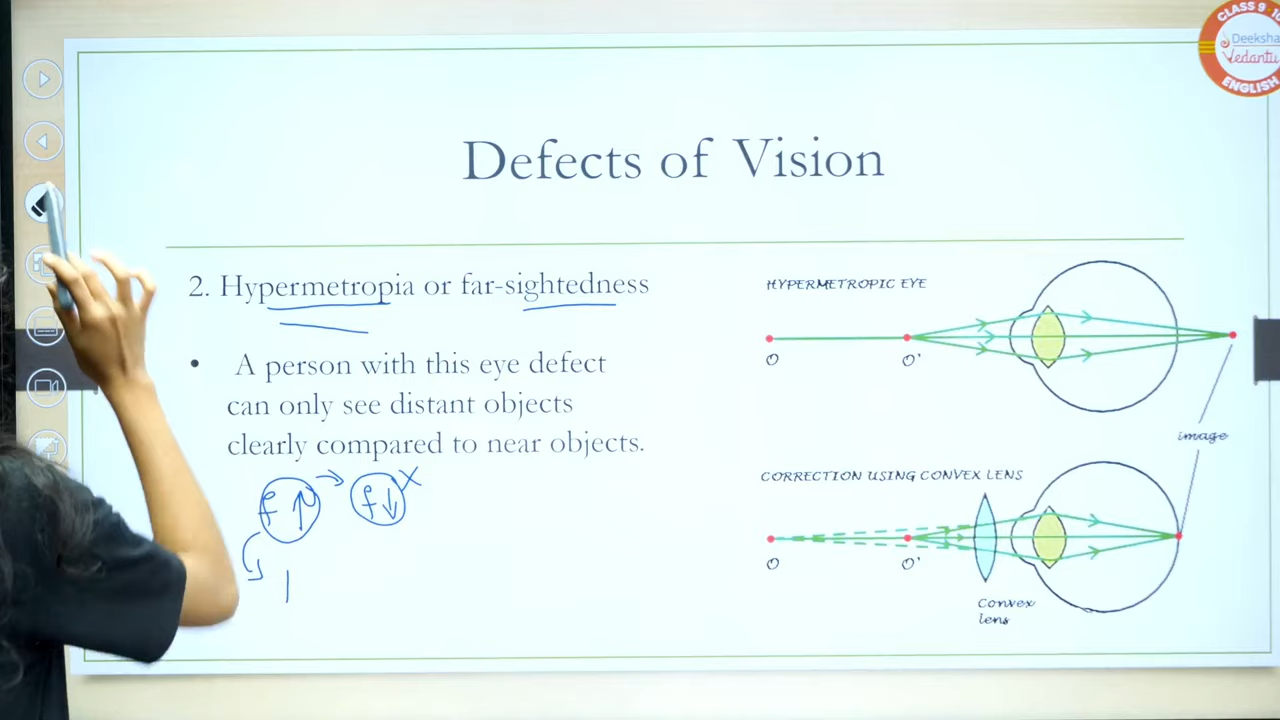 CLASS 9-10
Deeksha
Vedantu
ENGLISH
Defects of Vision
2. Hypermetropia or far-sightedness
• A person with this eye defect
can only see distant objects
clearly compared to near objects.
f↑ → f↓ x
HYPERMETROPIC EYE
O O'
image
CORRECTION USING CONVEX LENS
O O'
Convex
lens